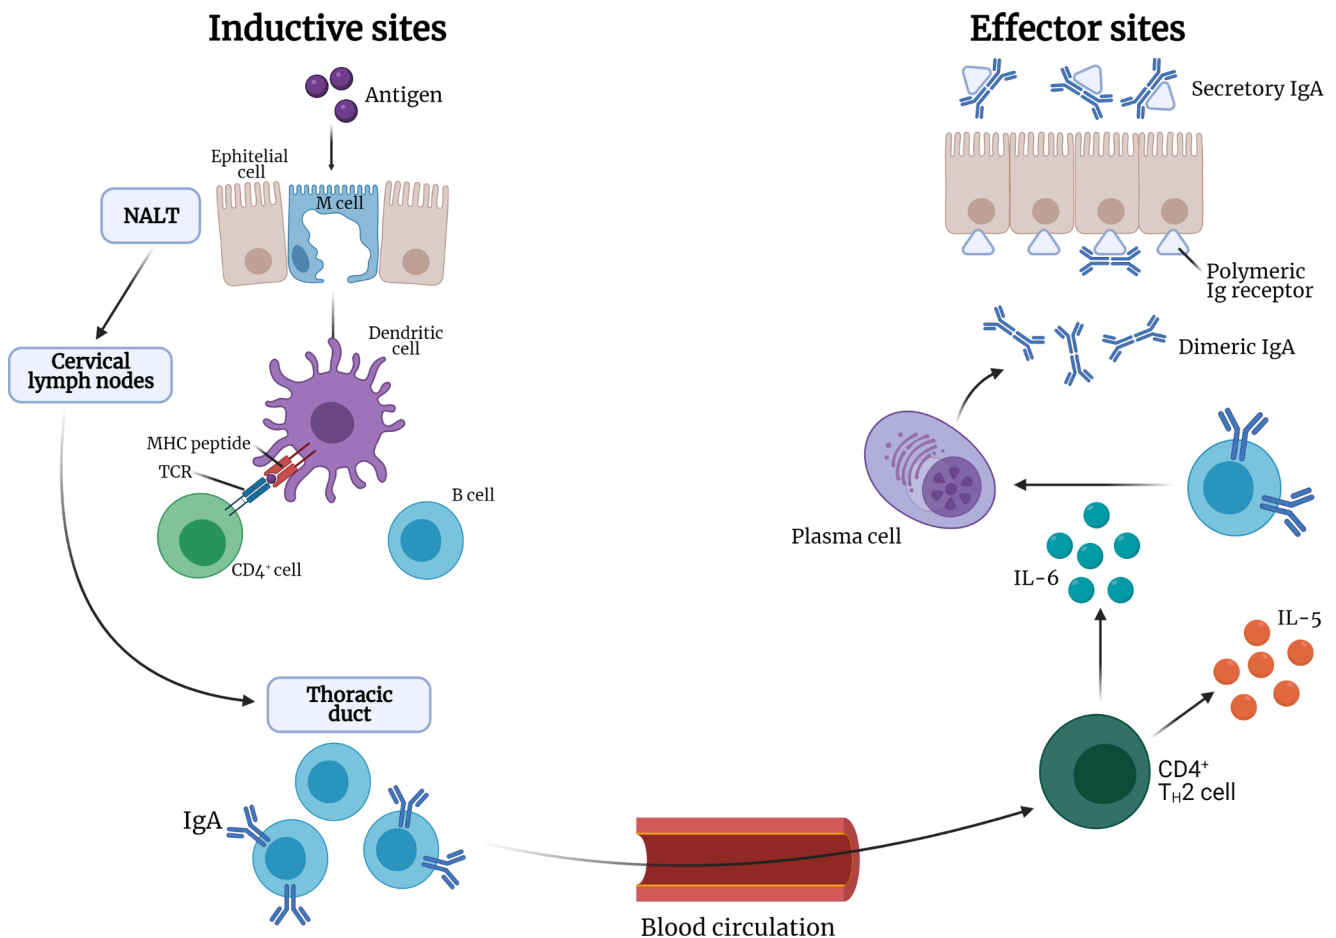 Inductive sites
Effector sites
Antigen
Ephitelial
cell
M cell
NALT
Cervical
lymph nodes
Dendritic
cell
MHC peptide
TCR
B cell
CD4⁺ cell
Thoracic
duct
IgA
Blood circulation
Secretory IgA
Polymeric
Ig receptor
Dimeric IgA
Plasma cell
IL-6
IL-5
CD4⁺
T_H2 cell